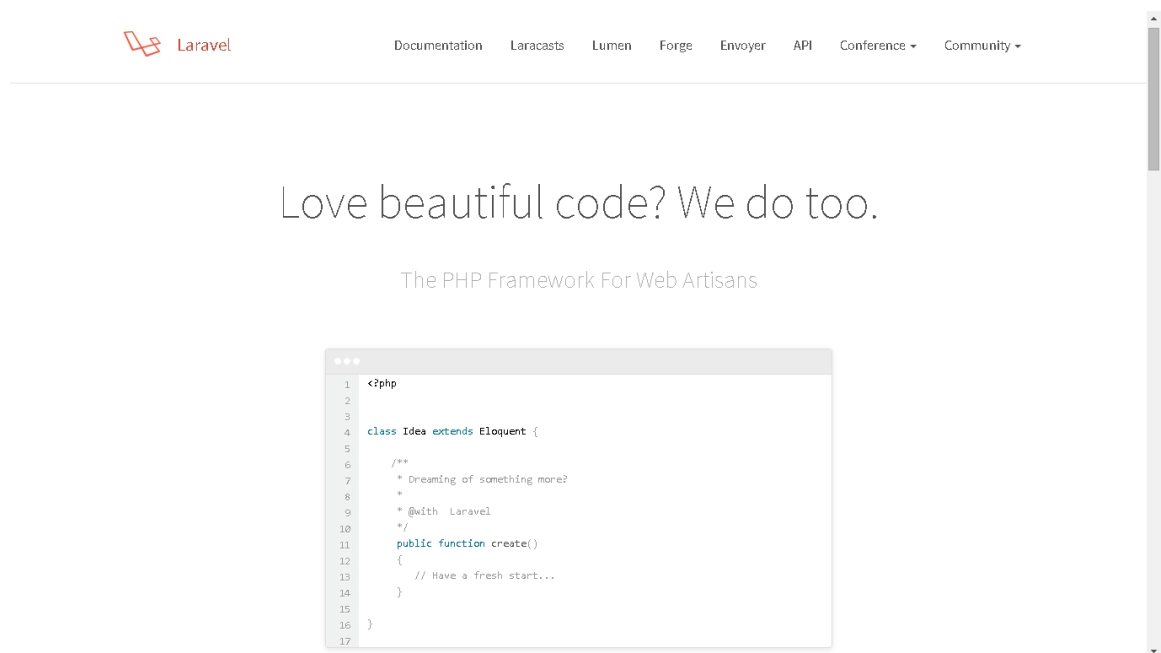 Laravel Documentation Laracasts Lumen Forge Envoyer API Conference Community
Love beautiful code? We do too.
The PHP Framework For Web Artisans
1 <?php
2
3
4 class Idea extends Eloquent {
5
6 /**
7 * Dreaming of something more?
8 *
9 * @with Laravel
10 */
11 public function create()
12 {
13 // Have a fresh start...
14 }
15
16 }
17